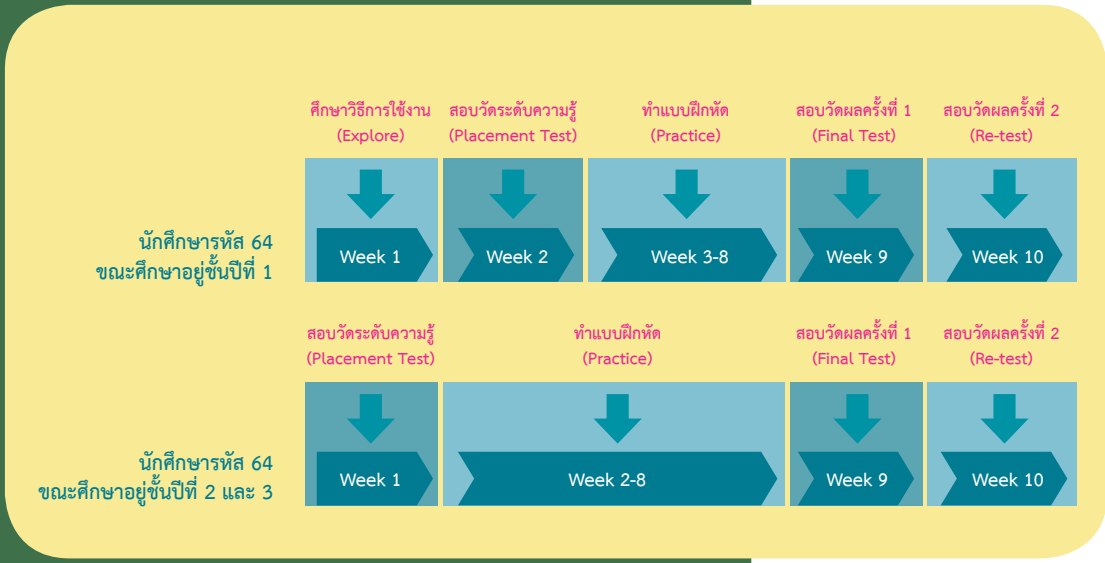 ศึกษาวิธีการใช้งาน
(Explore)
สอบวัดระดับความรู้
(Placement Test)
ทำแบบฝึกหัด
(Practice)
สอบวัดผลครั้งที่ 1
(Final Test)
สอบวัดผลครั้งที่ 2
(Re-test)
นักศึกษารหัส 64
ขณะศึกษาอยู่ชั้นปีที่ 1
Week 1
Week 2
Week 3-8
Week 9
Week 10
สอบวัดระดับความรู้
(Placement Test)
ทำแบบฝึกหัด
(Practice)
สอบวัดผลครั้งที่ 1
(Final Test)
สอบวัดผลครั้งที่ 2
(Re-test)
นักศึกษารหัส 64
ขณะศึกษาอยู่ชั้นปีที่ 2 และ 3
Week 1
Week 2-8
Week 9
Week 10